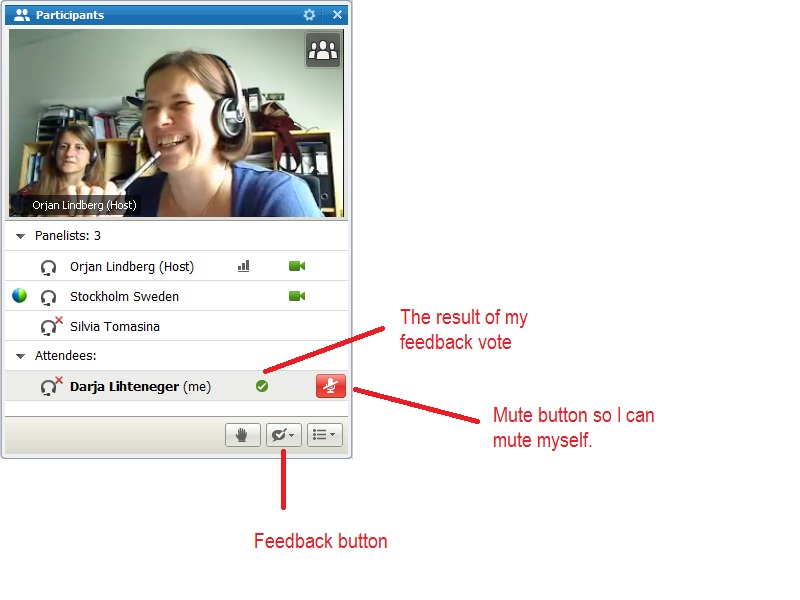 Participants
Orjan Lindberg (Host)
Panelists: 3
Orjan Lindberg (Host)
Stockholm Sweden
Silvia Tomasina
Attendees:
Darja Lihteneger (me)
The result of my
feedback vote
Mute button so I can
mute myself.
Feedback button